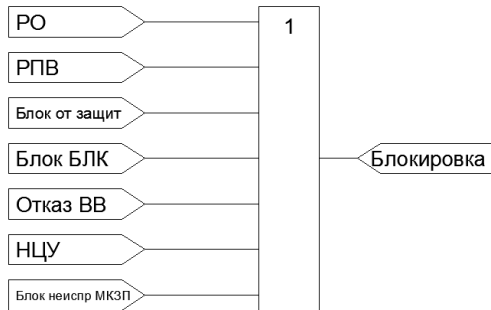 РО
1
РПВ
Блок от защит
Блок БЛК
Блокировка
Отказ ВВ
НЦУ
Блок неиспр МКЗП